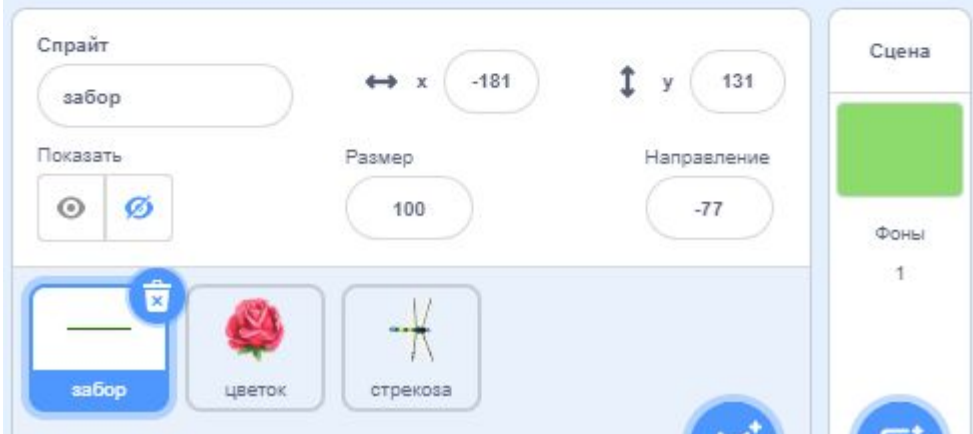 Спрайт
забор
x
-181
y
131
Показать
Размер
100
Направление
-77
забор
цветок
стрекоза
Сцена
Фоны
1